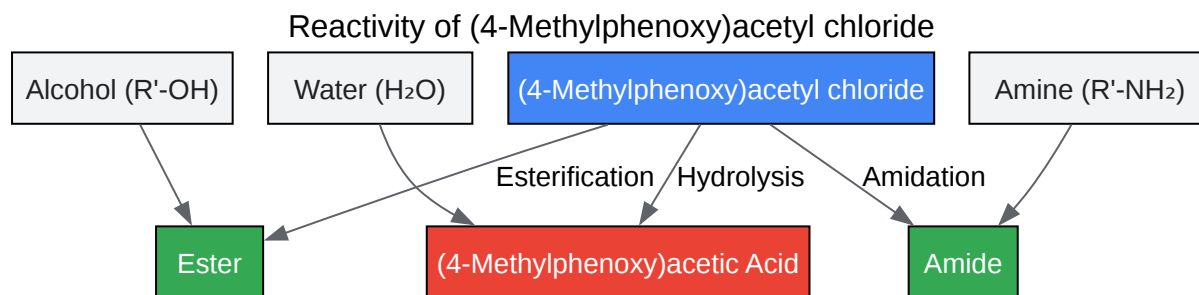 Reactivity of (4-Methylphenoxy)acetyl chloride
Alcohol (R'-OH)
Water (H₂O)
(4-Methylphenoxy)acetyl chloride
Amine (R'-NH₂)
Esterification
Hydrolysis
Amidation
Ester
(4-Methylphenoxy)acetic Acid
Amide